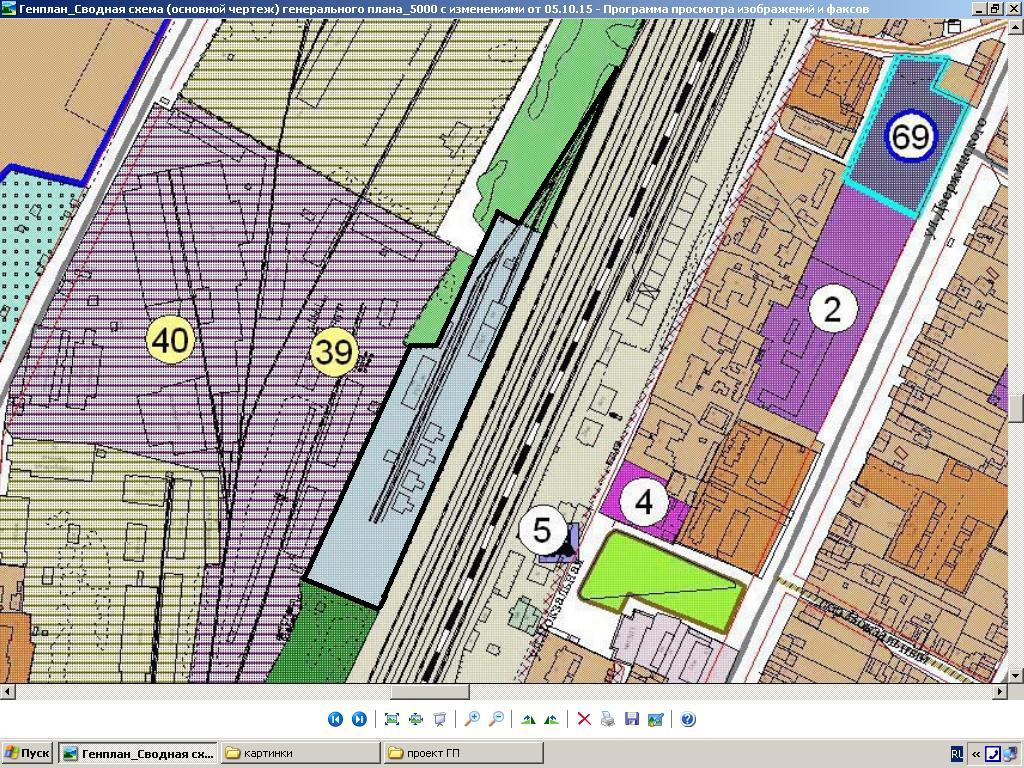 Генплан_Сводная схема (основной чертеж) генерального плана_5000 с изменениями от 05.10.15 - Программа просмотра изображений и факсов
69
ул. Дзержинского
2
40
39
4
5
Вокзальная
Пуск
Генплан_Сводная сх...
картинки
проект ГП
RU
«